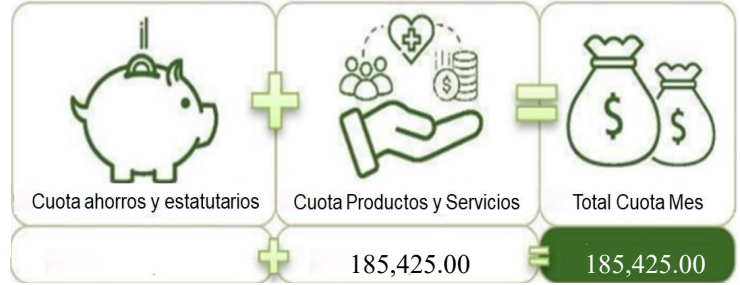 Cuota ahorros y estatutarios
Cuota Productos y Servicios
Total Cuota Mes
185,425.00
185,425.00